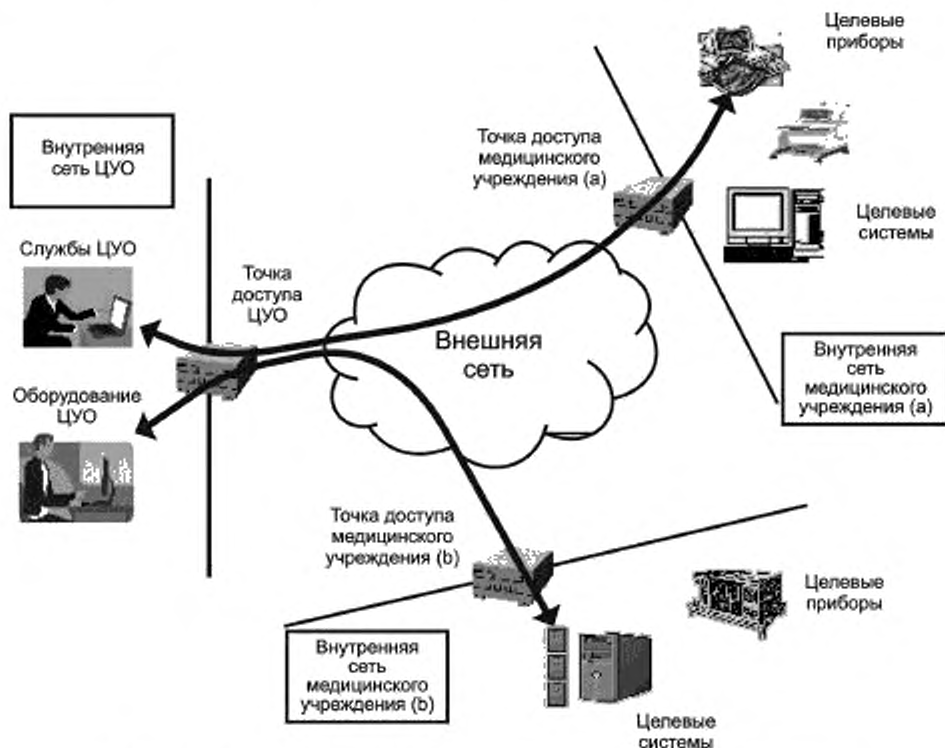 Целевые
приборы
Внутренняя
сеть ЦУО
Точка доступа
медицинского
учреждения (a)
Службы ЦУО
Точка
доступа
ЦУО
Целевые
системы
Внешняя
сеть
Внутренняя
сеть
медицинского
учреждения (a)
Оборудование
ЦУО
Точка доступа
медицинского
учреждения (b)
Целевые
приборы
Внутренняя
сеть
медицинского
учреждения (b)
Целевые
системы